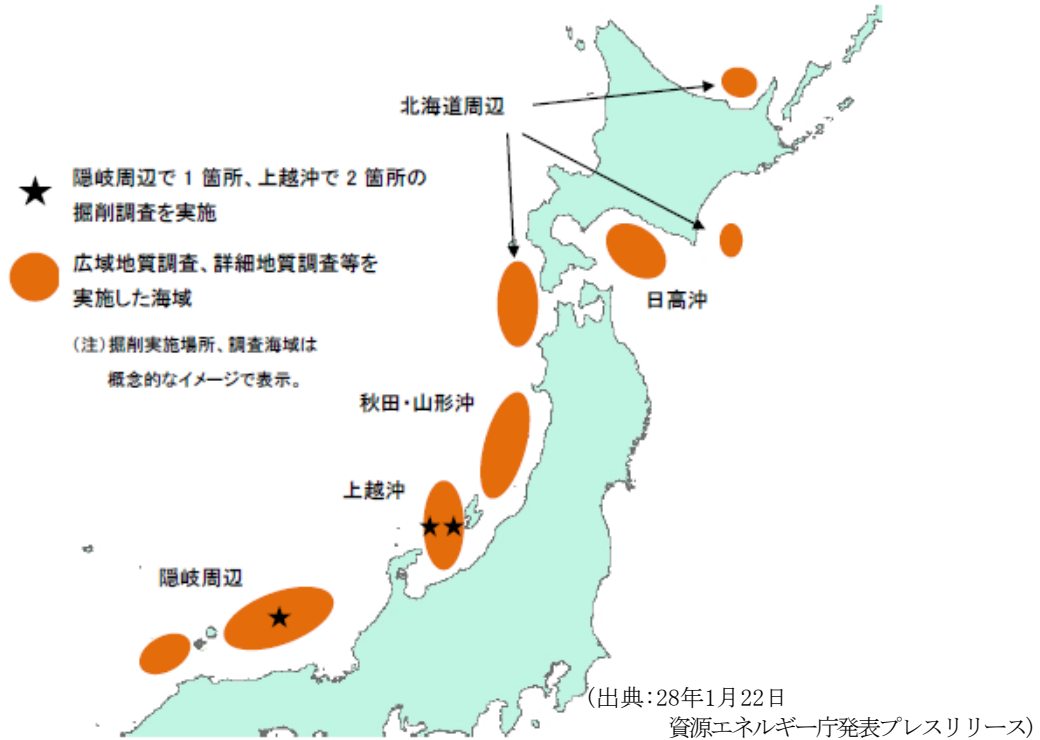 北海道周辺
★ 隠岐周辺で 1 箇所、上越沖で 2 箇所の
掘削調査を実施
広域地質調査、詳細地質調査等を
実施した海域
(注)掘削実施場所、調査海域は
概念的なイメージで表示。
日高沖
秋田・山形沖
上越沖
隠岐周辺
(出典:28年1月22日
資源エネルギー庁発表プレスリリース)